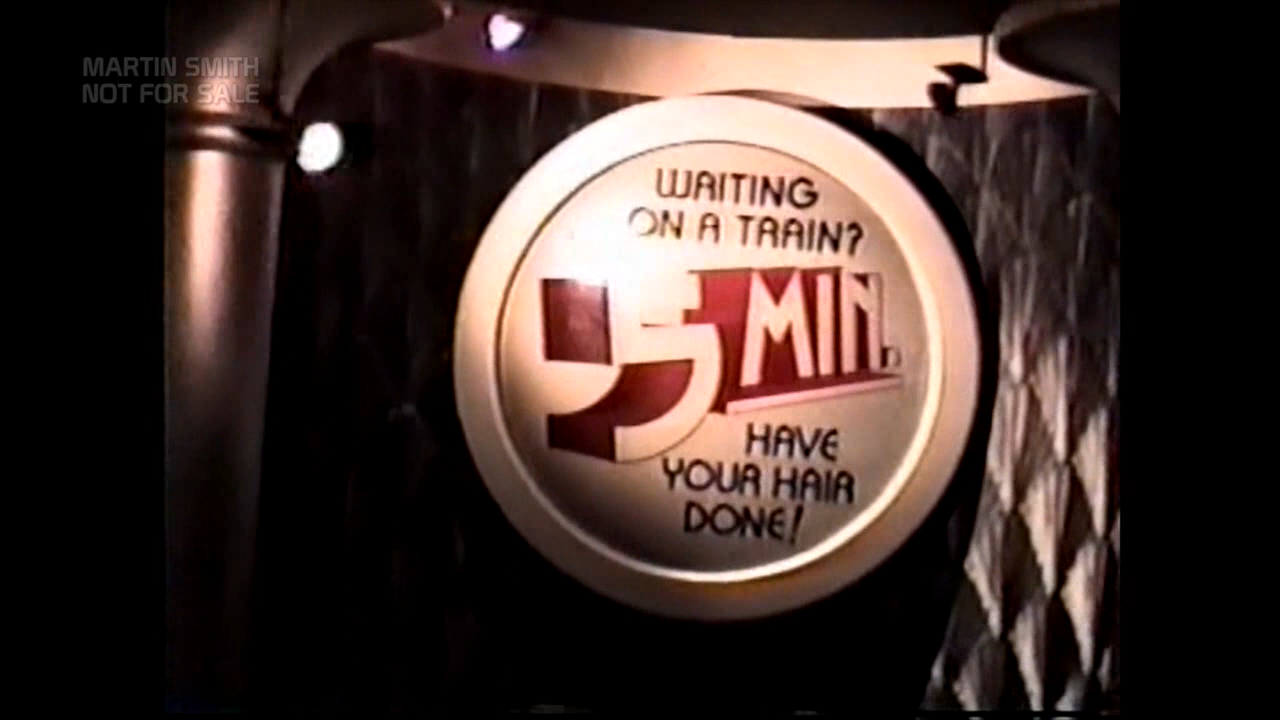 MARTIN SMITH
NOT FOR SALE
WAITING
ON A TRAIN?
5 MIN.
HAVE
YOUR HAIR
DONE!